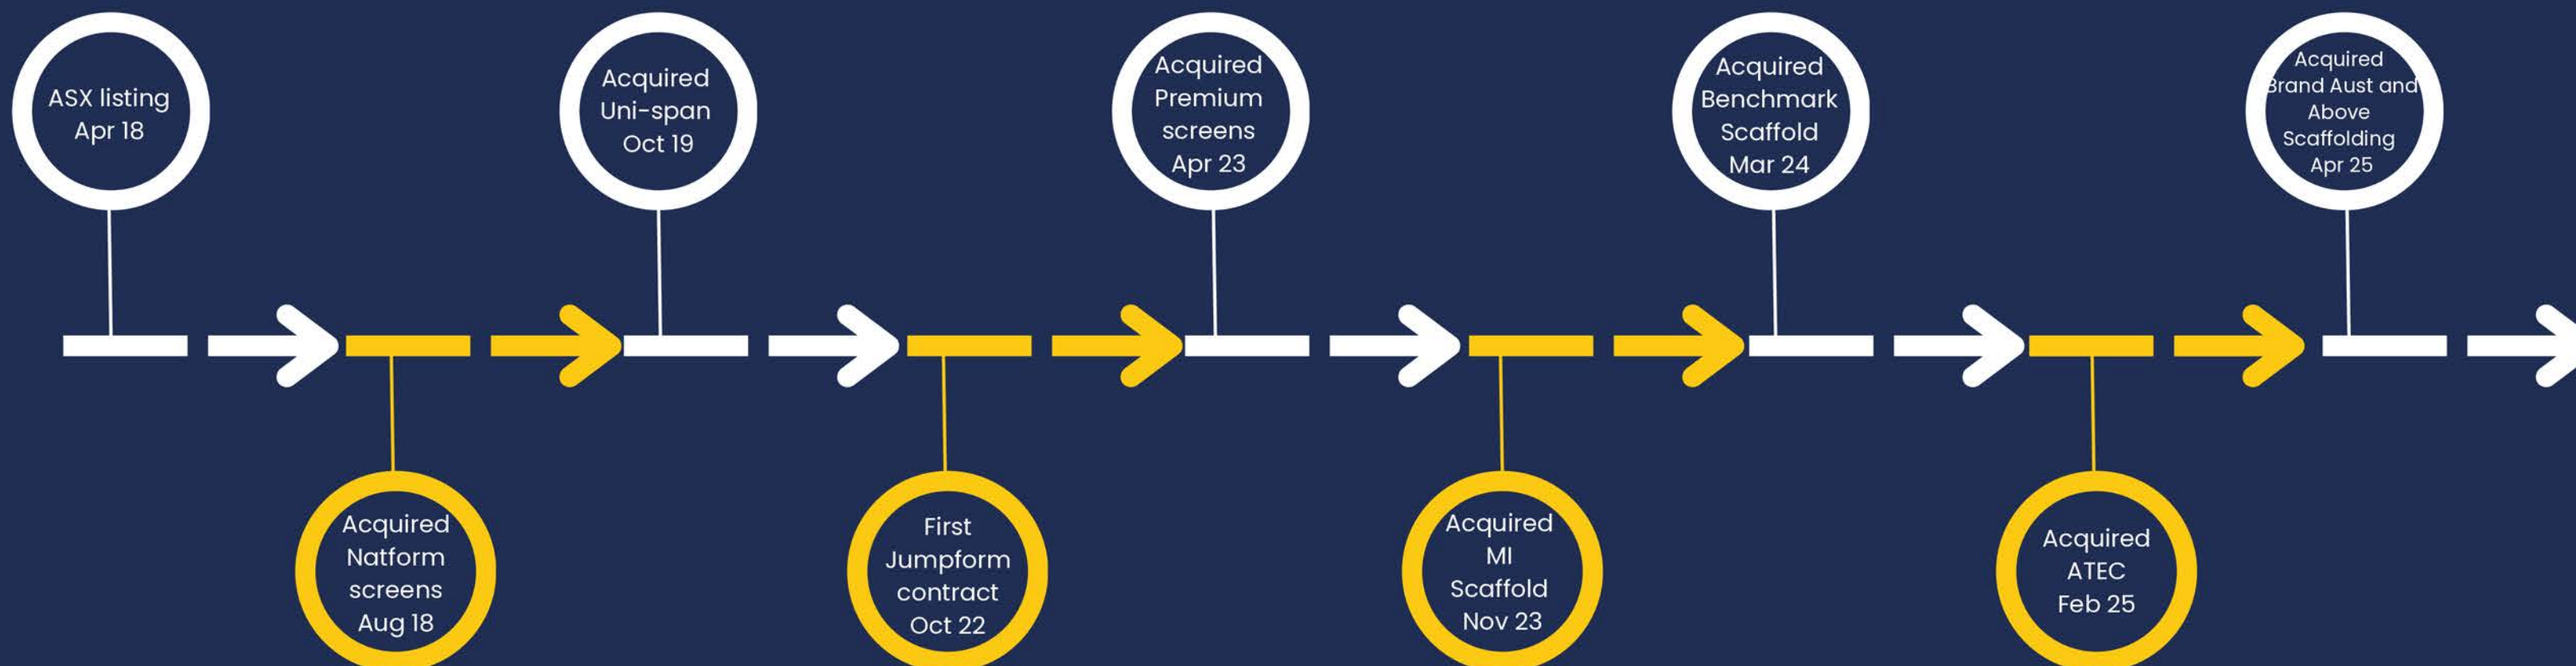 ASX listing
Apr 18
Acquired
Natform
screens
Aug 18
Acquired
Uni-span
Oct 19
First
Jumpform
contract
Oct 22
Acquired
Premium
screens
Apr 23
Acquired
MI
Scaffold
Nov 23
Acquired
Benchmark
Scaffold
Mar 24
Acquired
ATEC
Feb 25
Acquired
Brand Aust and
Above
Scaffolding
Apr 25